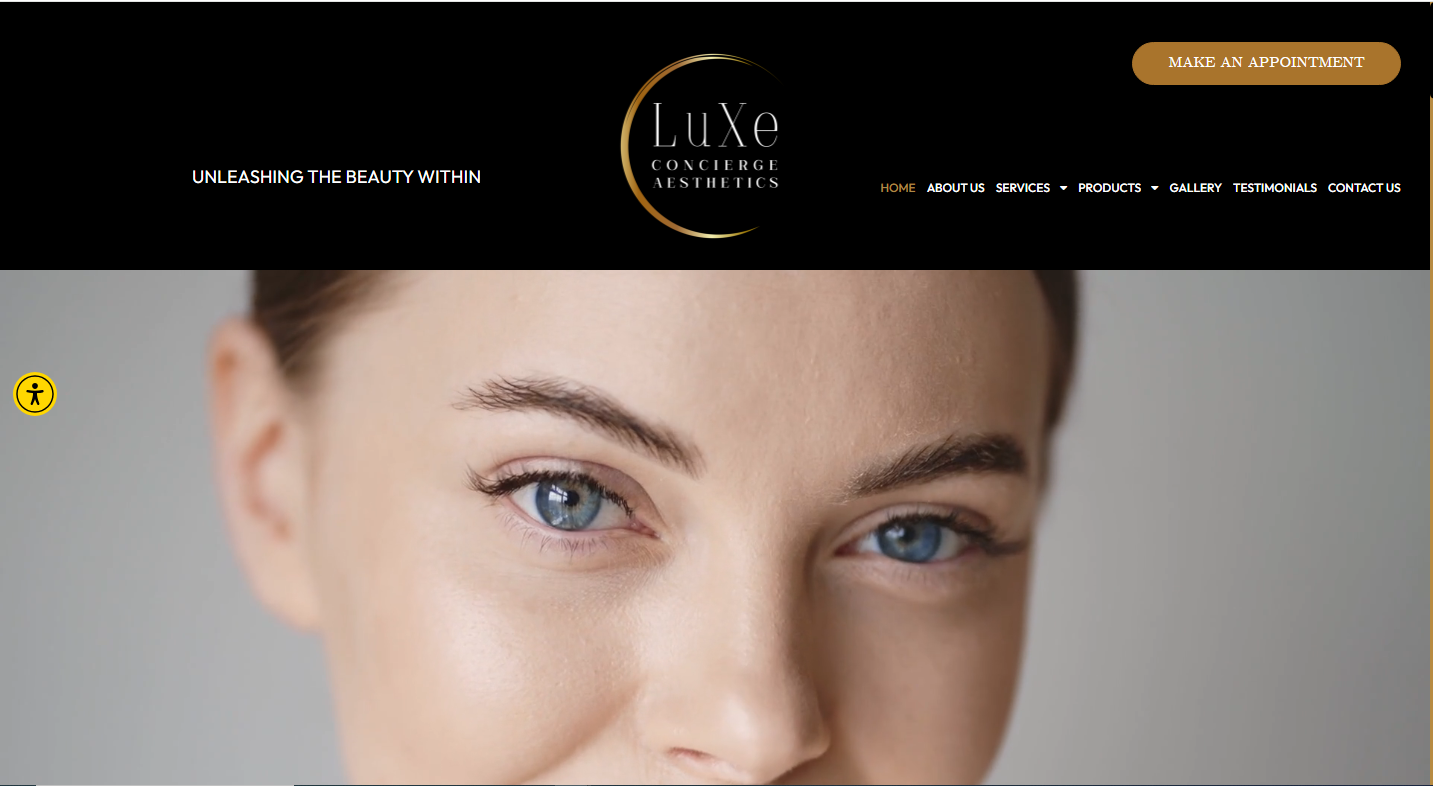 MAKE AN APPOINTMENT
LuXe
CONCIERGE
AESTHETICS
UNLEASHING THE BEAUTY WITHIN
HOME ABOUT US SERVICES PRODUCTS GALLERY TESTIMONIALS CONTACT US